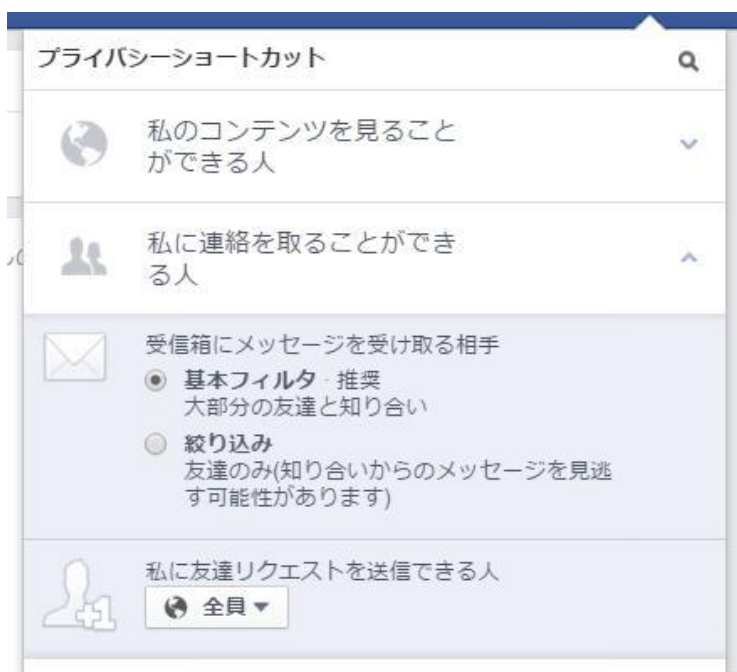 プライバシーショートカット
私のコンテンツを見ること
ができる人
私に連絡を取ることができ
る人
受信箱にメッセージを受け取る相手
基本フィルタ · 推奨
大部分の友達と知り合い
絞り込み
友達のみ(知り合いからのメッセージを見逃
す可能性があります)
私に友達リクエストを送信できる人
+1
全員